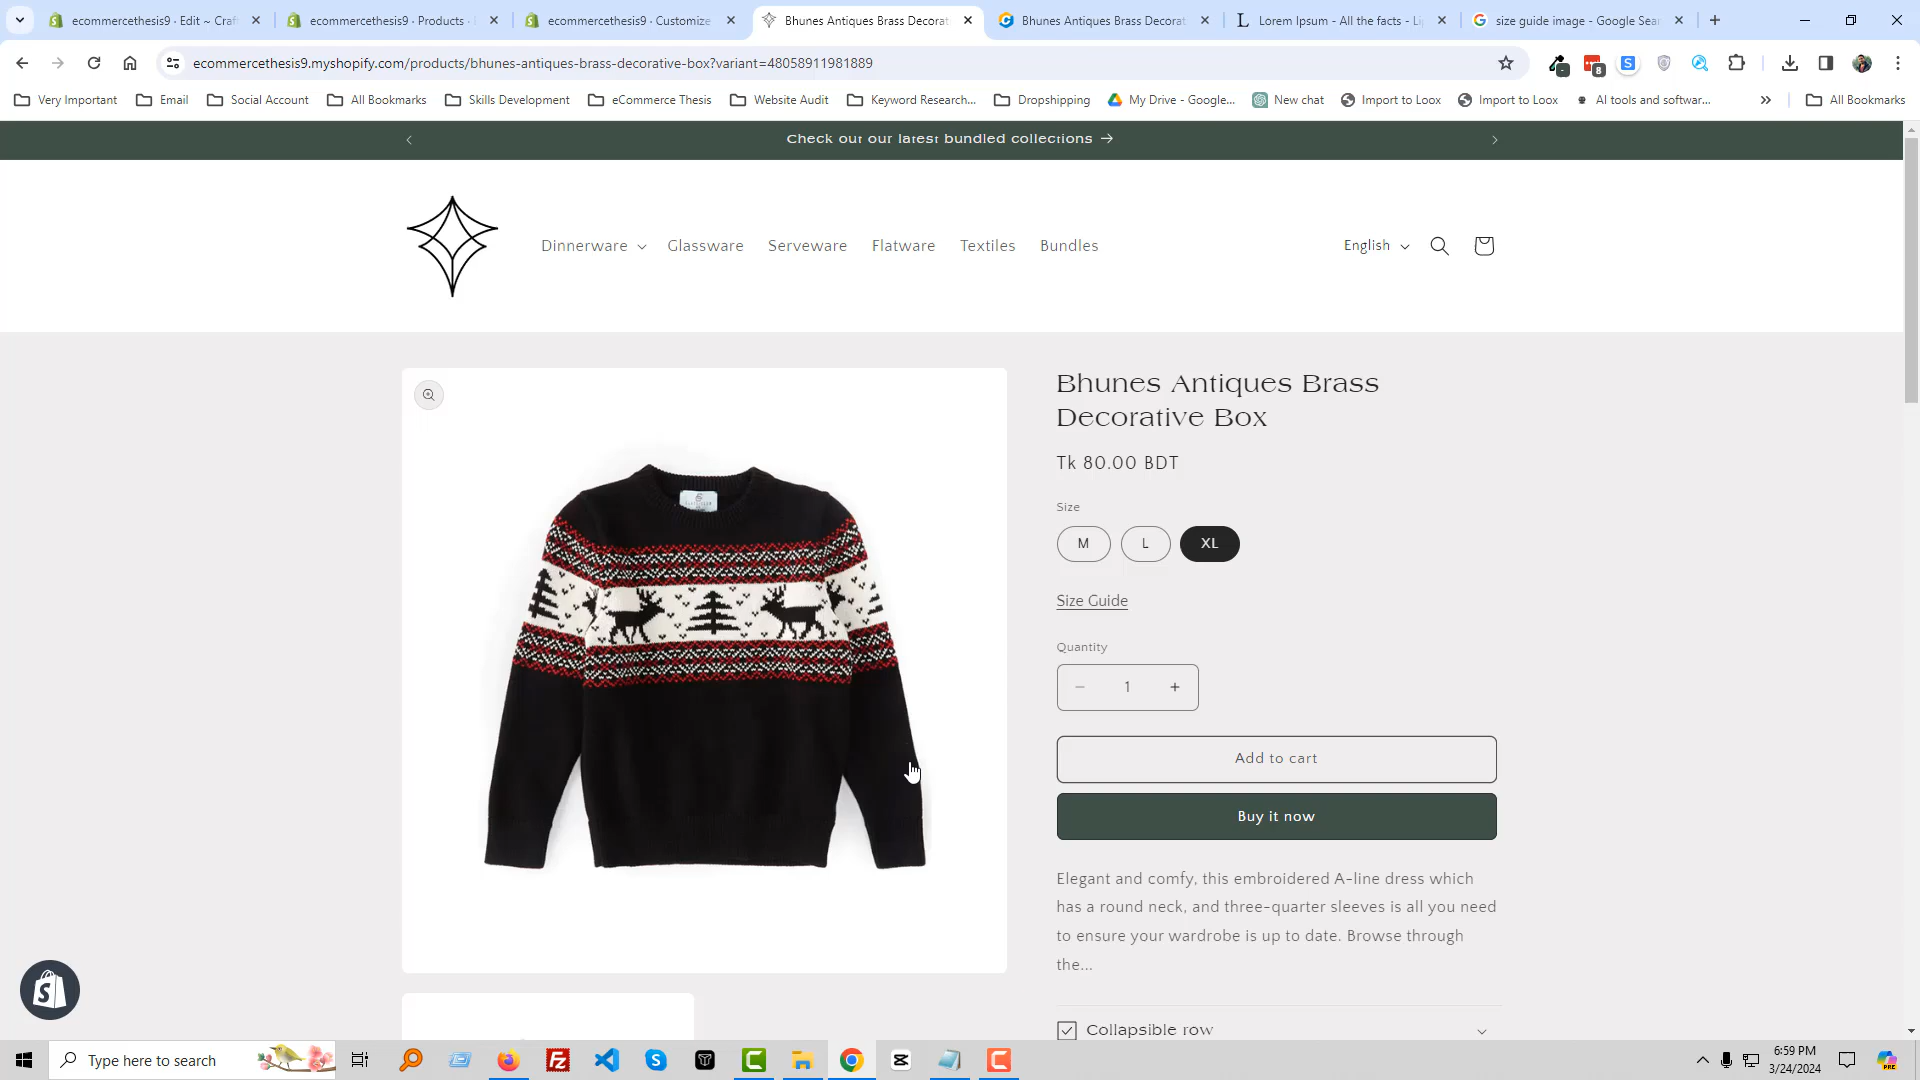 ecommercethesis9 · Edit ~ Craf
ecommercethesis9 · Products ·
ecommercethesis9 · Customize
Bhunes Antiques Brass Decorat
Bhunes Antiques Brass Decorat
Lorem Ipsum - All the facts - Li
size guide image - Google Sea
ecommercethesis9.myshopify.com/products/bhunes-antiques-brass-decorative-box?variant=48058911981889
8
Very Important
Email
Social Account
All Bookmarks
Skills Development
eCommerce Thesis
Website Audit
Keyword Research...
Dropshipping
My Drive - Google...
New chat
Import to Loox
Import to Loox
AI tools and softwar...
All Bookmarks
Check out our latest bundled collections →
Dinnerware
Glassware
Serveware
Flatware
Textiles
Bundles
English
Bhunes Antiques Brass
Decorative Box
Tk 80.00 BDT
Size
M
L
XL
Size Guide
Quantity
− 1 +
Add to cart
Buy it now
Elegant and comfy, this embroidered A-line dress which
has a round neck, and three-quarter sleeves is all you need
to ensure your wardrobe is up to date. Browse through
the...
Collapsible row
Type here to search
6:59 PM
3/24/2024